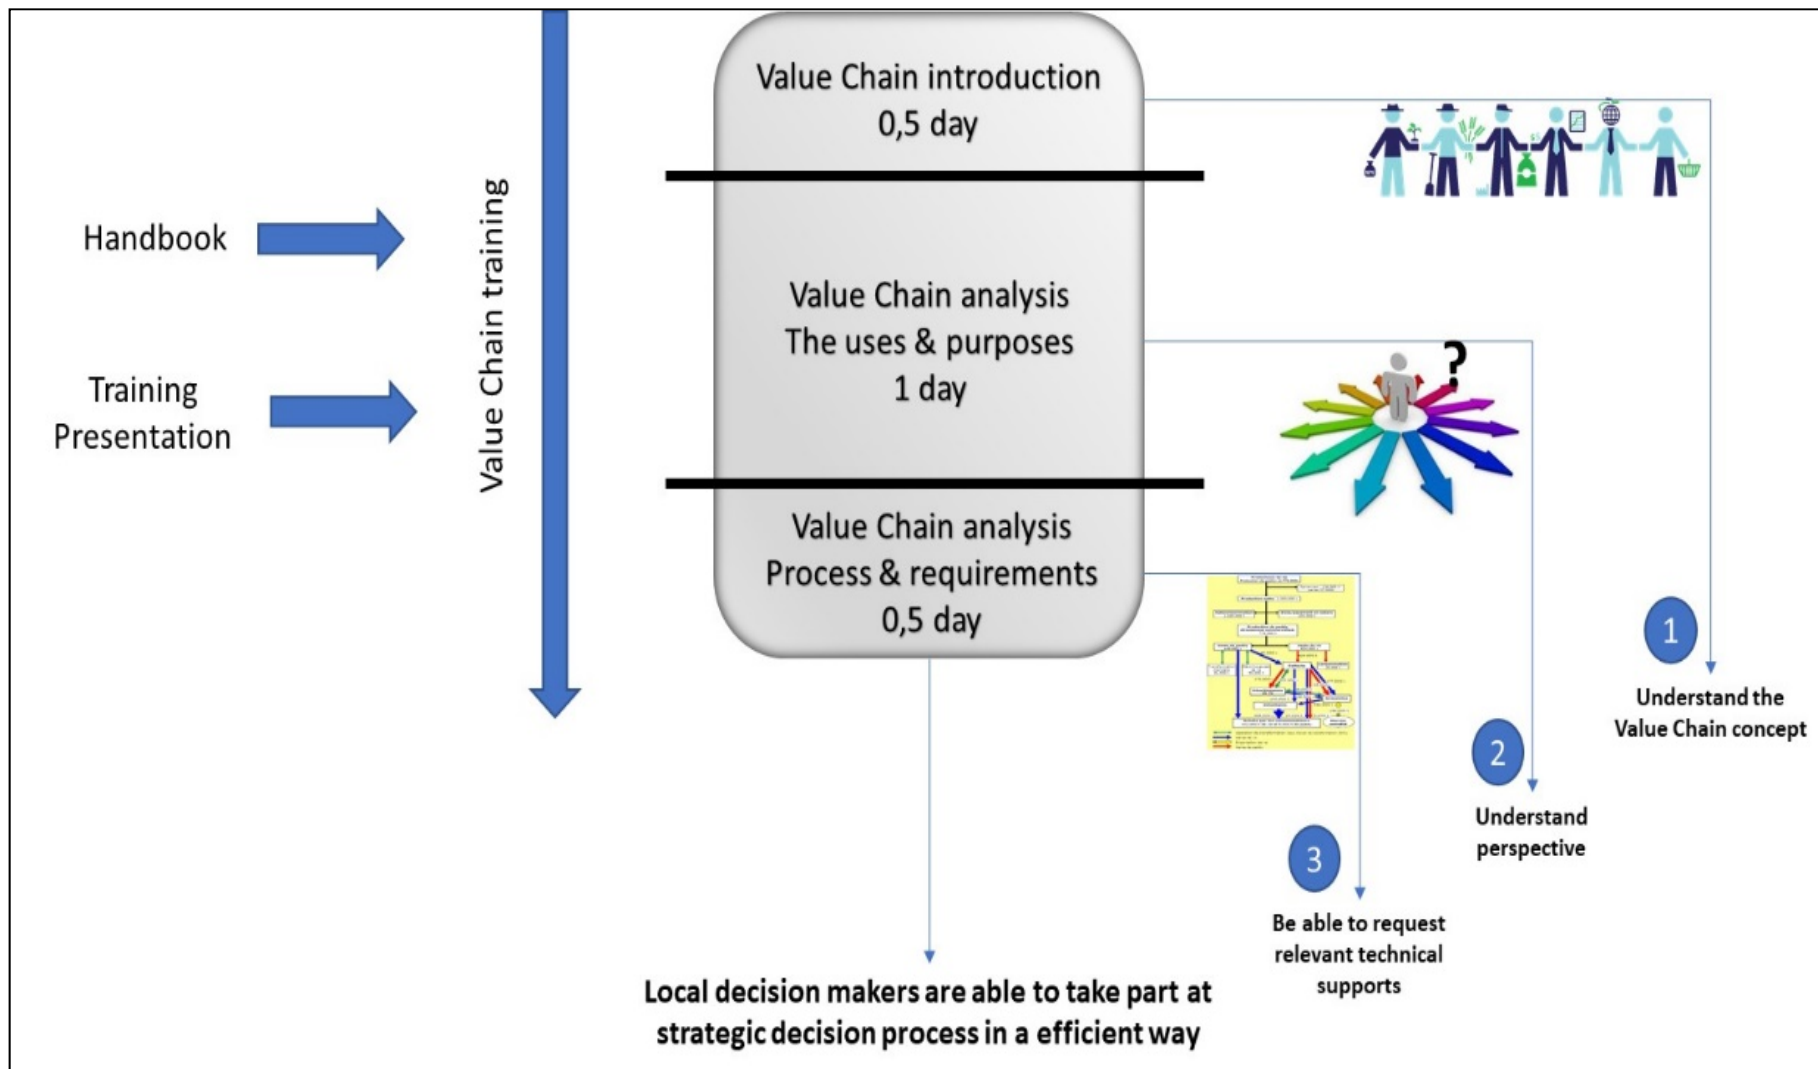 Value Chain introduction
0,5 day
Handbook
Training
Presentation
Value Chain training
Value Chain analysis
The uses & purposes
1 day
?
Value Chain analysis
Process & requirements
0,5 day
1
Understand the
Value Chain concept
2
Understand
perspective
3
Be able to request
relevant technical
supports
Local decision makers are able to take part at
strategic decision process in a efficient way